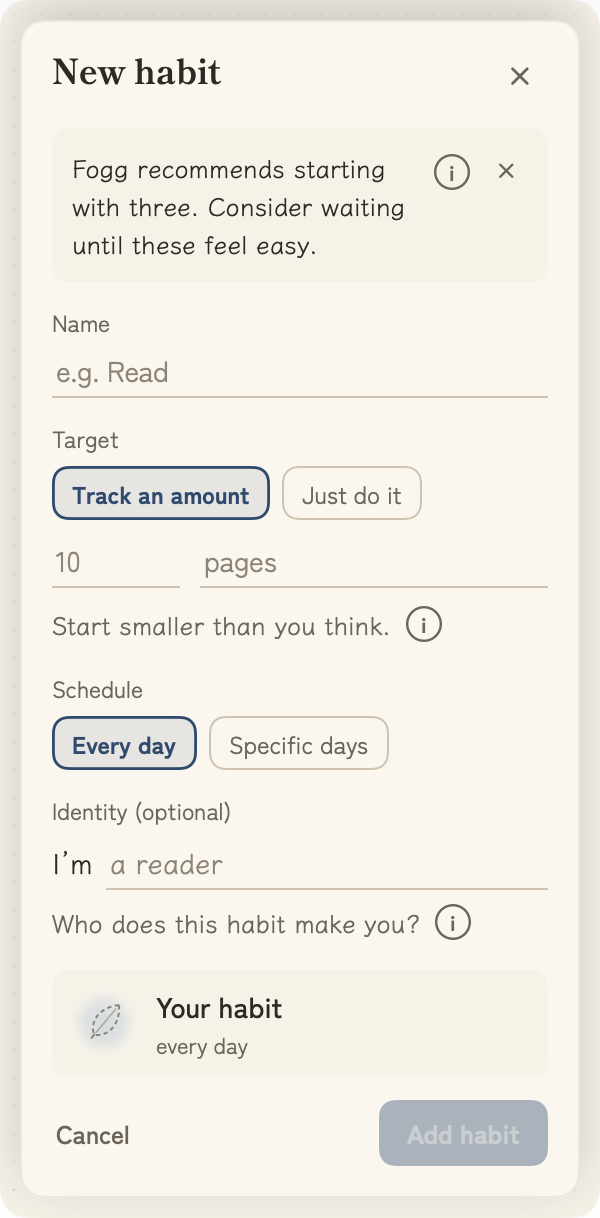 New habit
Fogg recommends starting
with three. Consider waiting
until these feel easy.
Name
e.g. Read
Target
Track an amount Just do it
10 pages
Start smaller than you think.
Schedule
Every day Specific days
Identity (optional)
I'm a reader
Who does this habit make you?
Your habit
every day
Cancel Add habit